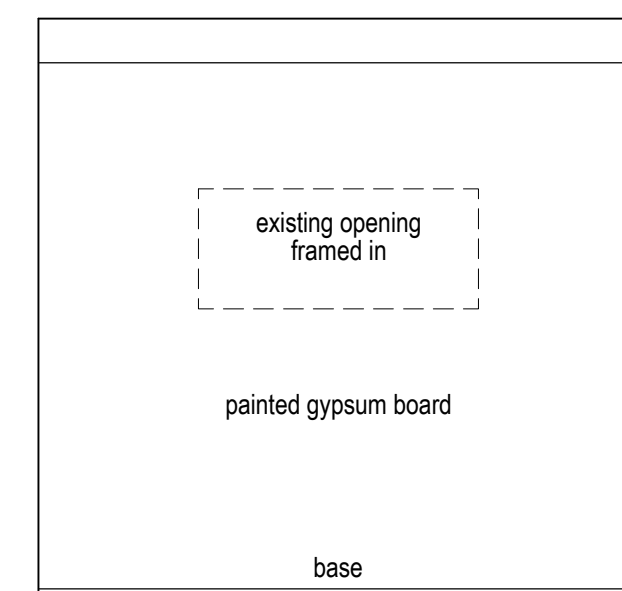 existing opening
framed in
painted gypsum board
base